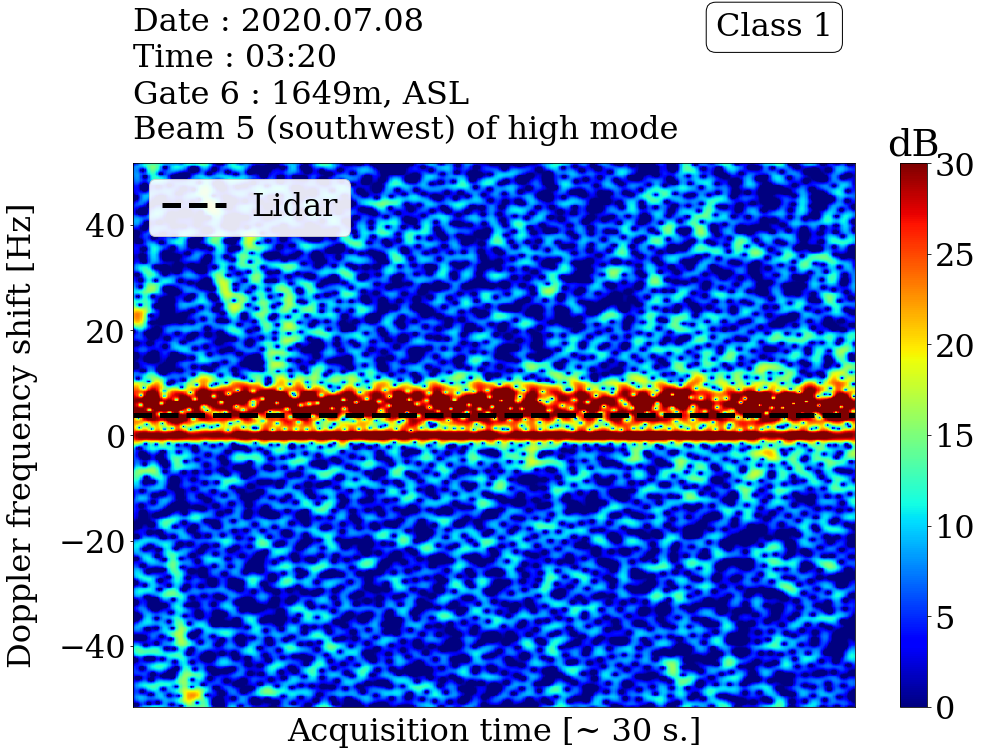 Date : 2020.07.08
Time : 03:20
Gate 6 : 1649m, ASL
Beam 5 (southwest) of high mode
Class 1
dB
Lidar
Doppler frequency shift [Hz]
40
20
0
−20
−40
30
25
20
15
10
5
0
Acquisition time [~ 30 s.]